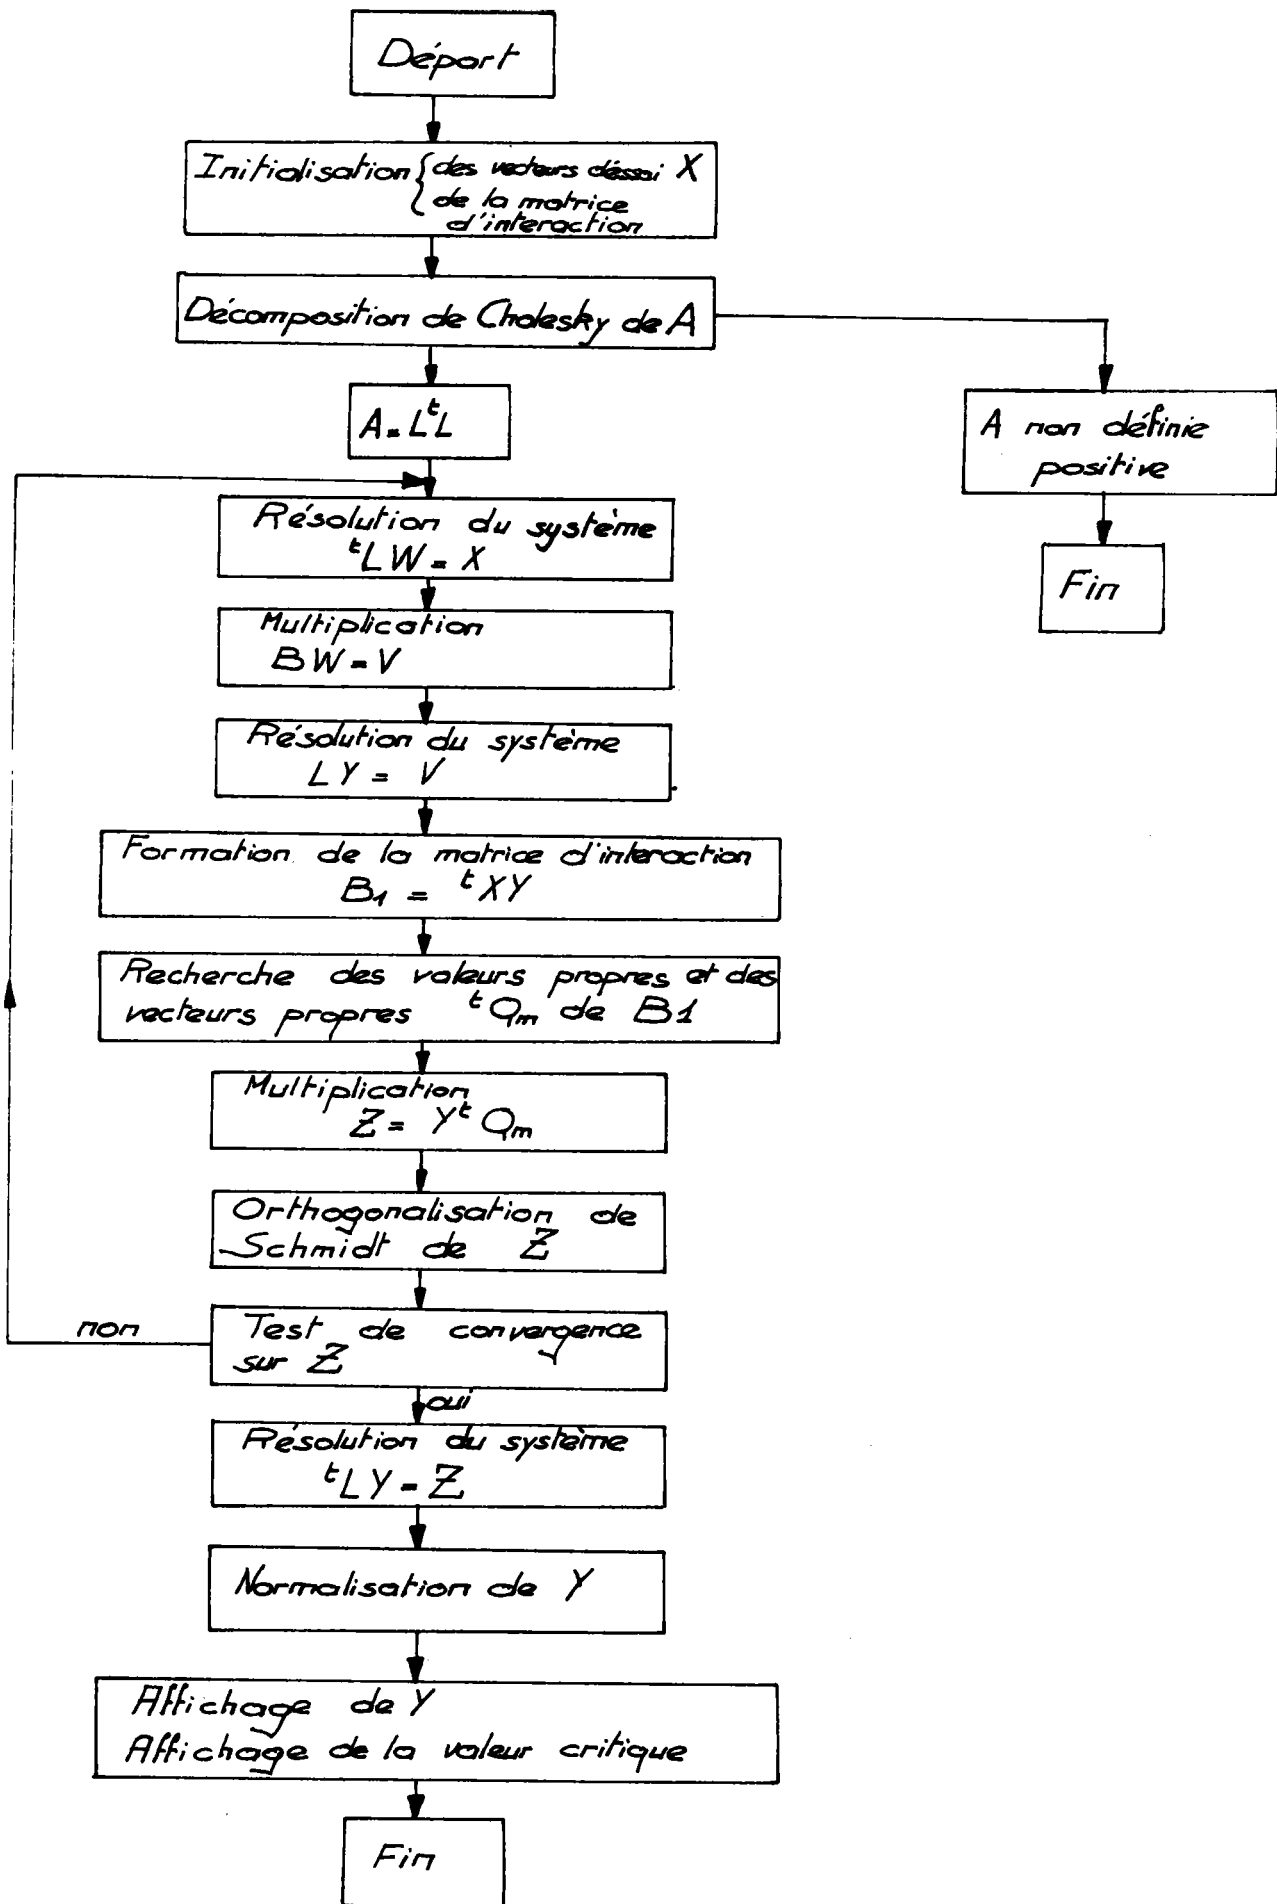 Départ
Initialisation { des vecteurs déssai X
de la matrice
d'interaction
Décomposition de Cholesky de A
A = LᵗL
A non définie
positive
Fin
Résolution du système
ᵗLW = X
Multiplication
BW = V
Résolution du système
LY = V
Formation de la matrice d'interaction
B₁ = ᵗXY
Recherche des valeurs propres et des
vecteurs propres ᵗQₘ de B1
Multiplication
Z = YᵗQₘ
Orthogonalisation de
Schmidt de Z
Test de convergence
sur Z
non
oui
Résolution du système
ᵗLY = Z
Normalisation de Y
Affichage de Y
Affichage de la valeur critique
Fin